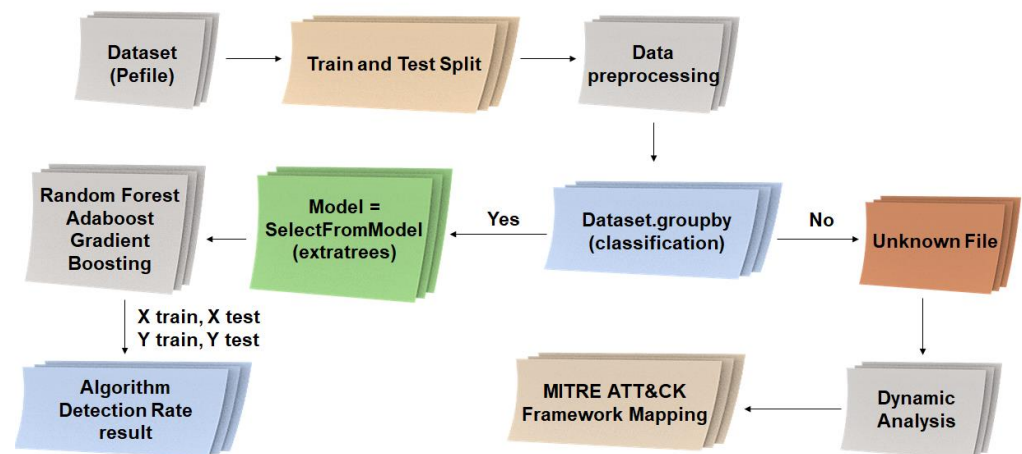 Dataset
(Pefile)
Train and Test Split
Data
preprocessing
Random Forest
Adaboost
Gradient
Boosting
Model =
SelectFromModel
(extratrees)
Yes
Dataset.groupby
(classification)
No
Unknown File
X train, X test
Y train, Y test
Algorithm
Detection Rate
result
MITRE ATT&CK
Framework Mapping
Dynamic
Analysis